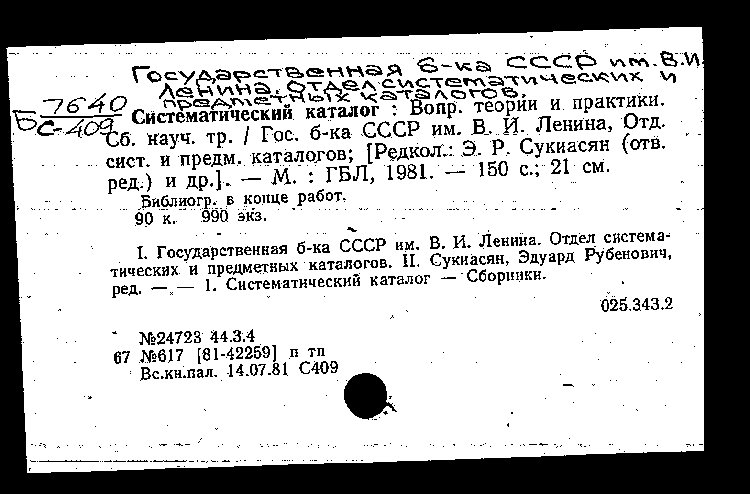 Государственная б-ка СССР им. В.И.
Ленина. Отдел систематических и
предметных каталогов.
Б 7640
С-409
Систематический каталог : Вопр. теории и практики.
Сб. науч. тр. / Гос. б-ка СССР им. В. И. Ленина, Отд.
сист. и предм. каталогов; [Редкол.: Э. Р. Сукиасян (отв.
ред.) и др.]. — М. : ГБЛ, 1981. — 150 с.; 21 см.
Библиогр. в конце работ.
90 к. 990 экз.
I. Государственная б-ка СССР им. В. И. Ленина. Отдел система-
тических и предметных каталогов. II. Сукиасян, Эдуард Рубенович,
ред. — — 1. Систематический каталог — Сборники.
025.343.2
№24723 44.3.4
67 №617 [81-42259] п тп
Вс.кн.пал. 14.07.81 С409